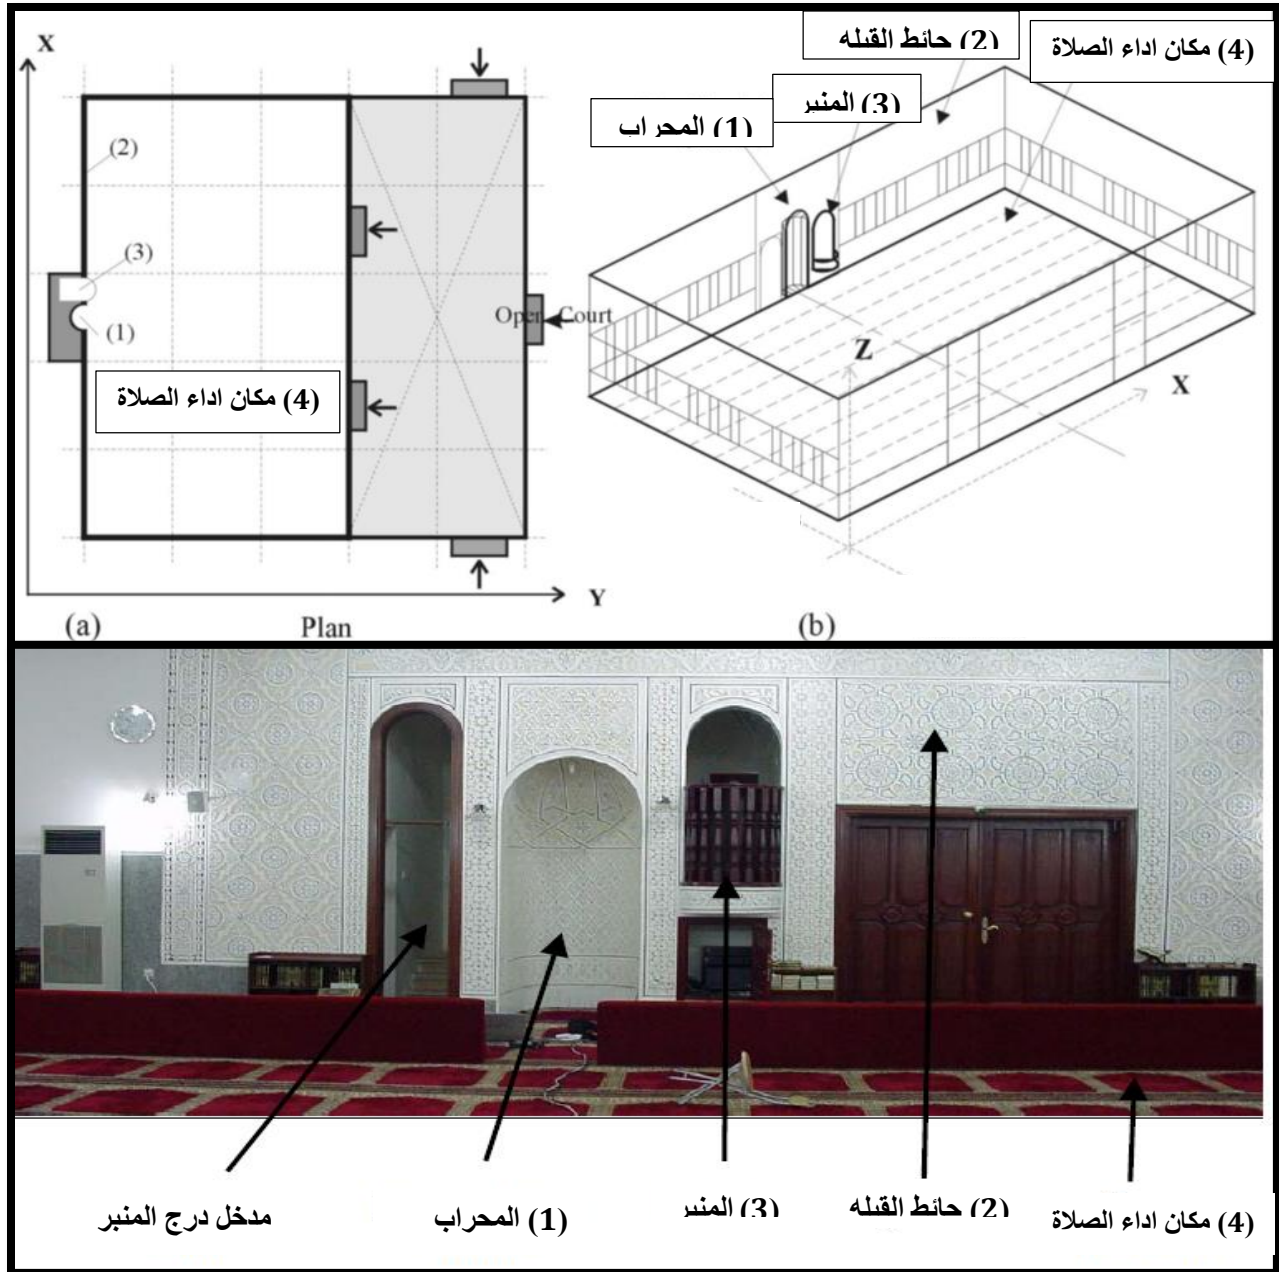 X
(2) حائط القبله
(4) مكان اداء الصلاة
(3) المنبر
(1) المحراب
(2)
(3)
(1)
Open Court
(4) مكان اداء الصلاة
Z
X
Y
(a)
Plan
(b)
مدخل درج المنبر
(1) المحراب
(3) المنبر
(2) حائط القبله
(4) مكان اداء الصلاة